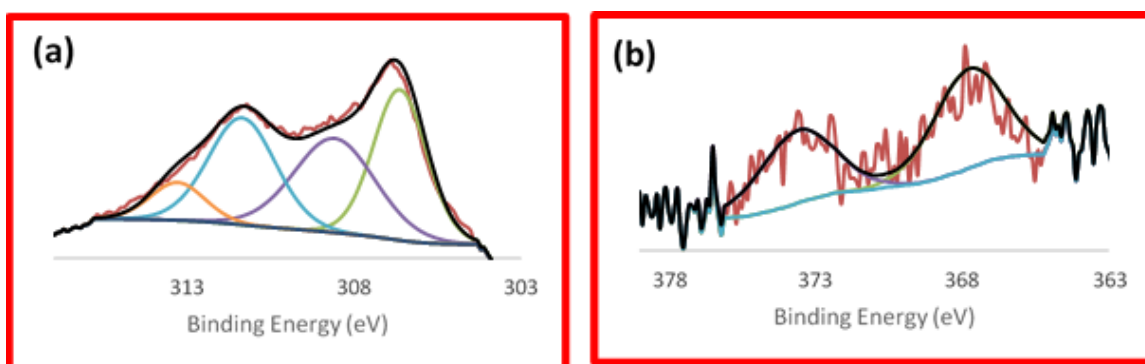 (a)
313 308 303
Binding Energy (eV)
(b)
378 373 368 363
Binding Energy (eV)